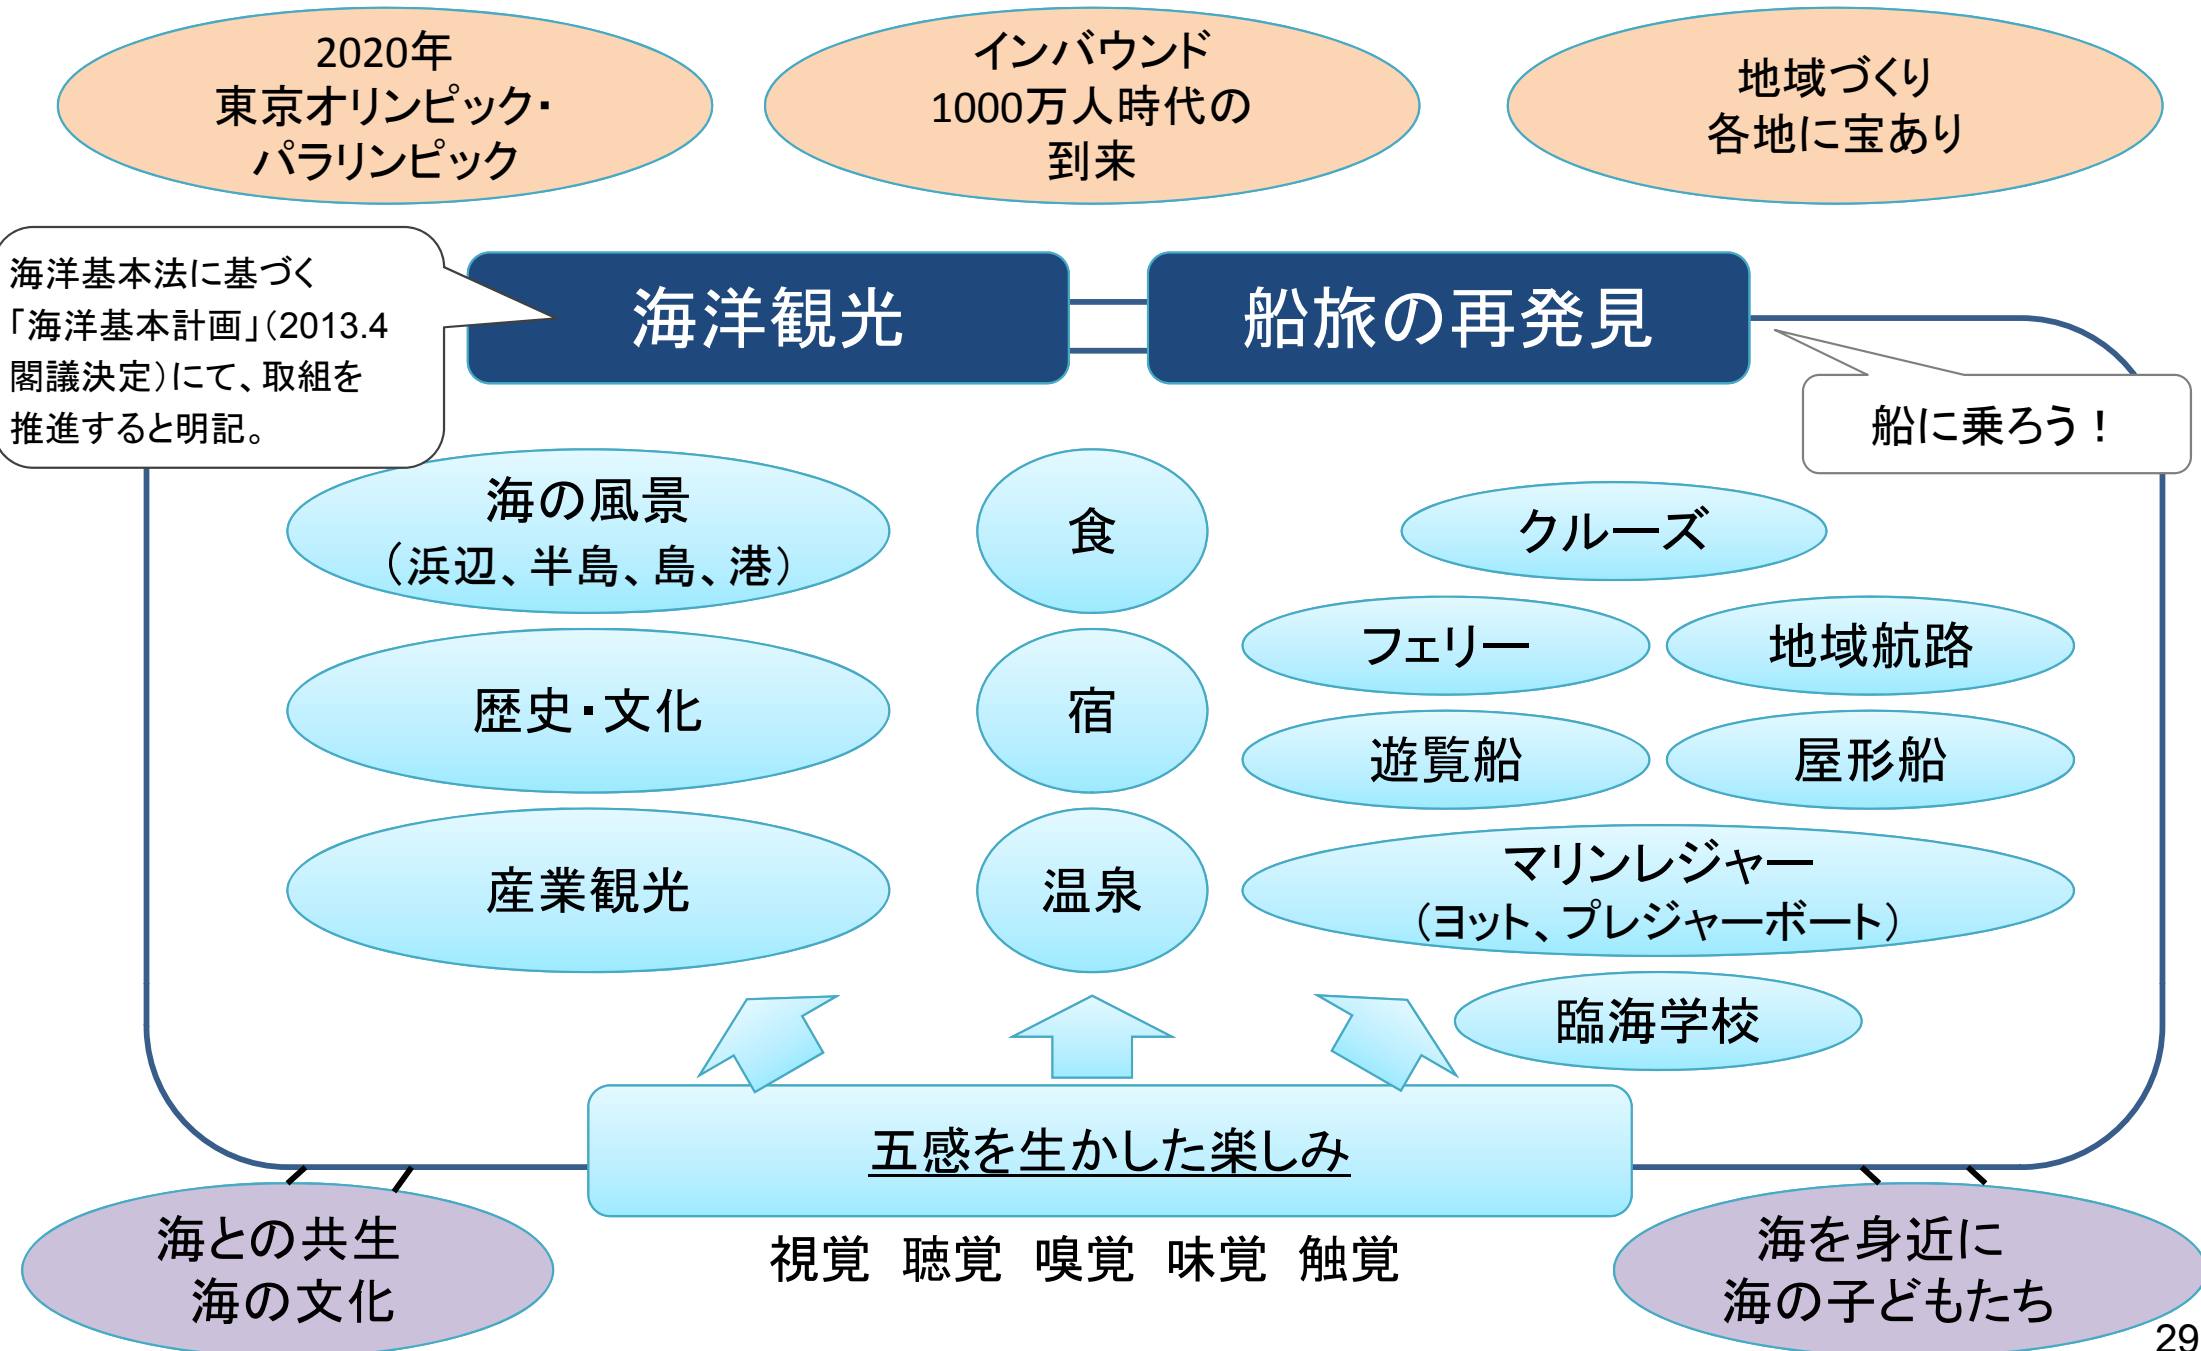 2020年
東京オリンピック・
パラリンピック
インバウンド
1000万人時代の
到来
地域づくり
各地に宝あり
海洋基本法に基づく
「海洋基本計画」（2013.4
閣議決定）にて、取組を
推進すると明記。
海洋観光
船旅の再発見
船に乗ろう！
海の風景
（浜辺、半島、島、港）
歴史・文化
産業観光
食
宿
温泉
クルーズ
フェリー
地域航路
遊覧船
屋形船
マリンレジャー
（ヨット、プレジャーボート）
臨海学校
五感を生かした楽しみ
視覚 聴覚 嗅覚 味覚 触覚
海との共生
海の文化
海を身近に
海の子どもたち
29